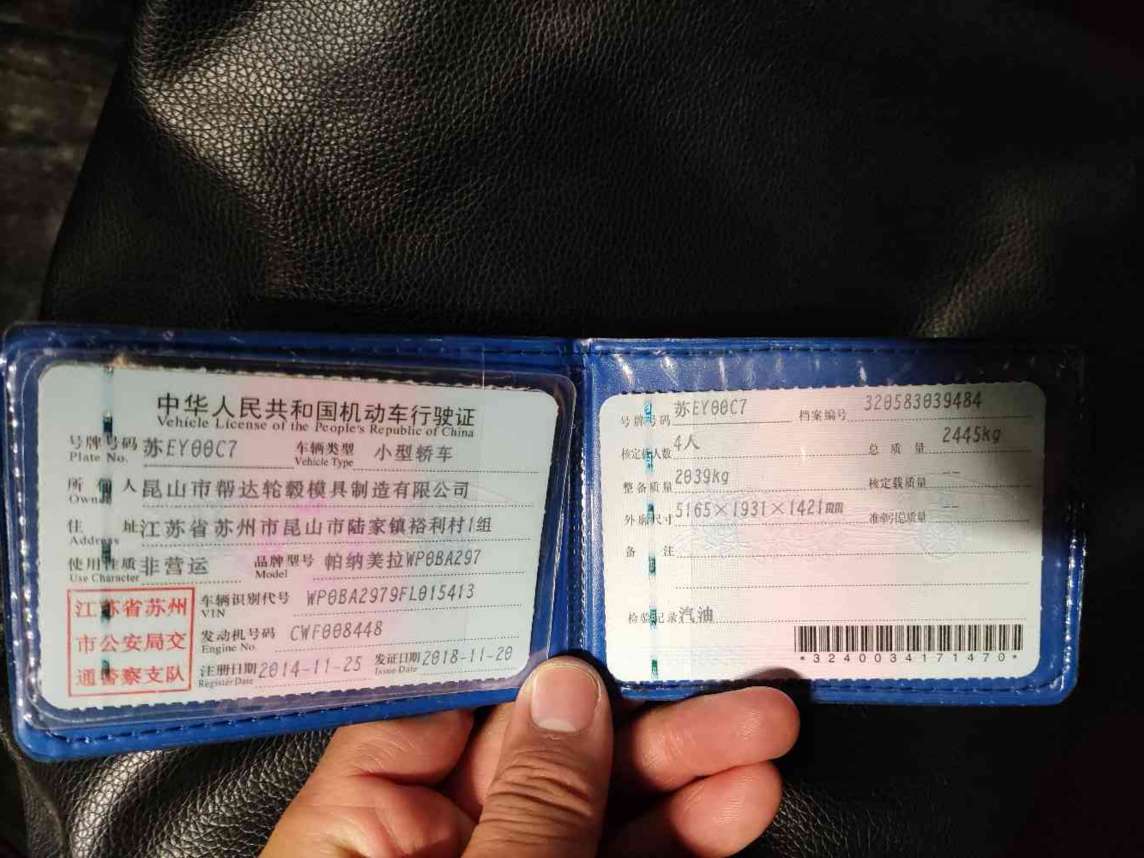 中华人民共和国机动车行驶证
Vehicle License of the People's Republic of China
号牌号码 苏EY00C7 车辆类型 小型轿车
Plate No. Vehicle Type
所有人 昆山市帮达轮毂模具制造有限公司
Owner
住址 江苏省苏州市昆山市陆家镇裕利村1组
Address
使用性质 非营运 品牌型号 帕纳美拉WP0BA297
Use Character Model
江苏省苏州
市公安局交
通警察支队
车辆识别代号 WP0BA2979FL015413
VIN
发动机号码 CWF008448
Engine No.
注册日期 2014-11-25 发证日期 2018-11-20
Register Date Issue Date
号牌号码 苏EY00C7 档案编号 320583039484
核定载人数 4人 总质量 2445kg
整备质量 2039kg 核定载质量 --
外廓尺寸 5165×1931×1421mm 准牵引总质量 --
备注
检验记录 汽油
*3240034171470*